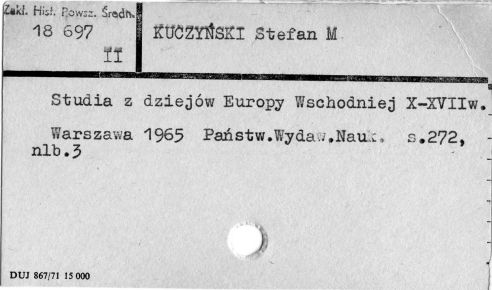 Zakł. Hist. Powsz. Średn.
18 697
II
KUCZYŃSKI Stefan M
Studia z dziejów Europy Wschodniej X-XVIIw.
Warszawa 1965 Państw.Wydaw.Nauk. s.272,
nlb.3
DUJ 867/71 15 000